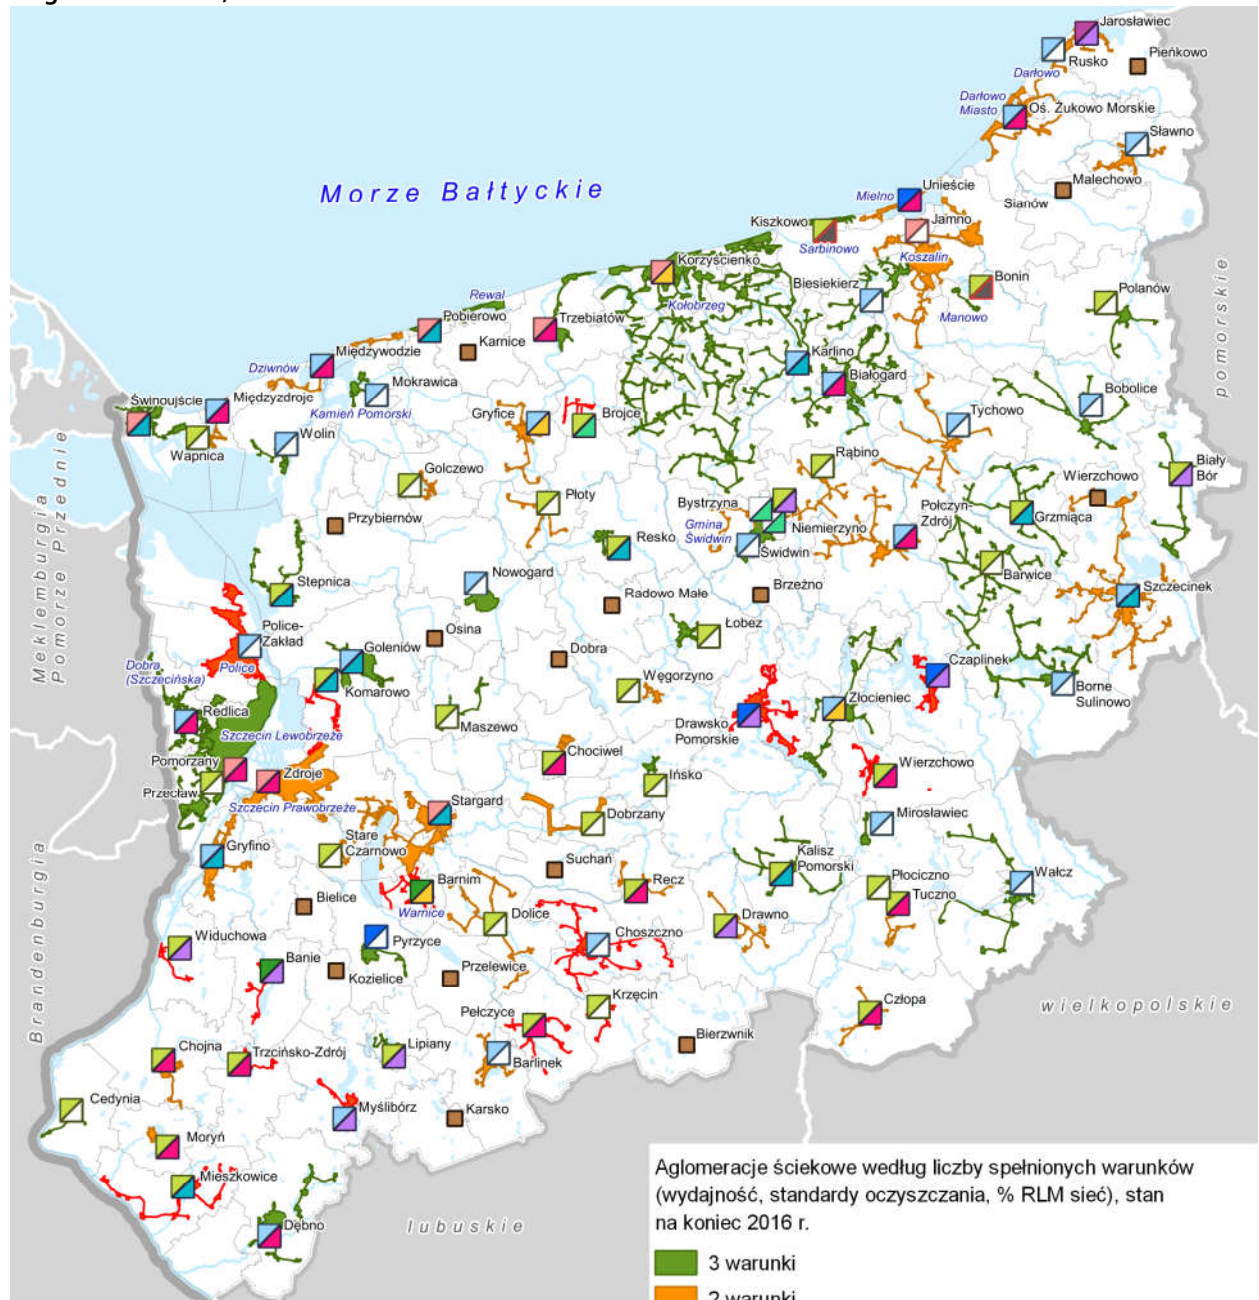 Jarosławiec
Rusko
Pieńkowo
Darłowo
Darłowo
Miasto
Oś. Żukowo Morskie
Sławno
Malechowo
Sianów
Morze Bałtyckie
Mielno
Unieście
Kiszkowo
Jamno
Sarbinowo
Koszalin
Korzyścienko
Biesiekierz
Bonin
Polanów
pomorskie
Rewal
Kołobrzeg
Manowo
Pobierowo
Trzebiatów
Karnice
Międzywodzie
Dziwnów
Karlino
Białogard
Mokrawica
Kamień Pomorski
Bobolice
Świnoujście
Międzyzdroje
Gryfice
Brojce
Tychowo
Wapnica
Wolin
Golczewo
Rąbino
Wierzchowo
Biały
Bór
Płoty
Bystrzyna
Połczyn-
Zdrój
Grzmiąca
Przybiernów
Gmina
Świdwin
Niemierzyno
Resko
Świdwin
Meklemburgia
Pomorze Przednie
Barwice
Nowogard
Stepnica
Radowo Małe
Brzeżno
Szczecinek
Police-
Zakład
Osina
Łobez
Goleniów
Dobra
Dobra
(Szczecińska)
Police
Czaplinek
Komarowo
Węgorzyno
Borne
Sulinowo
Redlica
Maszewo
Złocieniec
Szczecin Lewobrzeże
Drawsko
Pomorskie
Pomorzany
Chociwel
Wierzchowo
Zdroje
Przecław
Ińsko
Szczecin Prawobrzeże
Stargard
Dobrzany
Mirosławiec
Stare
Czarnowo
Gryfino
Suchań
Kalisz
Pomorski
Wałcz
Brandenburgia
Barnim
Recz
Płociczno
Tuczno
Bielice
Warnice
Dolice
Drawno
Widuchowa
Pyrzyce
Choszczno
Banie
Kozielice
Przelewice
Krzęcin
Człopa
wielkopolskie
Pełczyce
Bierzwnik
Chojna
Trzcińsko-Zdrój
Lipiany
Barlinek
Cedynia
Myślibórz
Karsko
Moryń
Mieszkowice
Dębno
lubuskie
Aglomeracje ściekowe według liczby spełnionych warunków
(wydajność, standardy oczyszczania, % RLM sieć), stan
na koniec 2016 r.
3 warunki
2 warunki